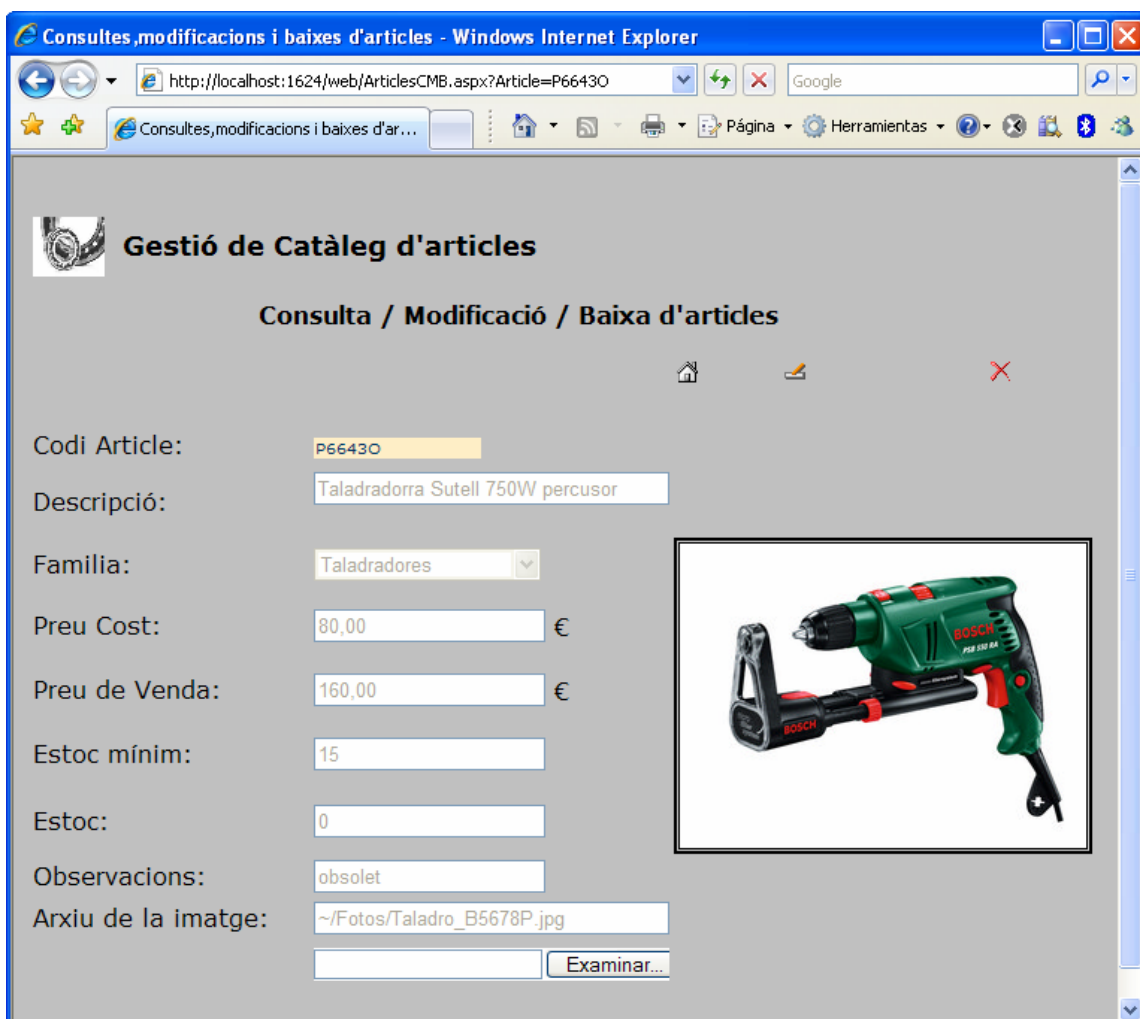 Consultes,modificacions i baixes d'articles - Windows Internet Explorer
http://localhost:1624/web/ArticlesCMB.aspx?Article=P6643O
Google
Consultes,modificacions i baixes d'ar...
Página
Herramientas
Gestió de Catàleg d'articles
Consulta / Modificació / Baixa d'articles
Codi Article: P6643O
Descripció: Taladradorra Sutell 750W percusor
Familia: Taladradores
Preu Cost: 80,00 €
Preu de Venda: 160,00 €
Estoc mínim: 15
Estoc: 0
Observacions: obsolet
Arxiu de la imatge: ~/Fotos/Taladro_B5678P.jpg
Examinar...
BOSCH
PSB 550 RA
BOSCH